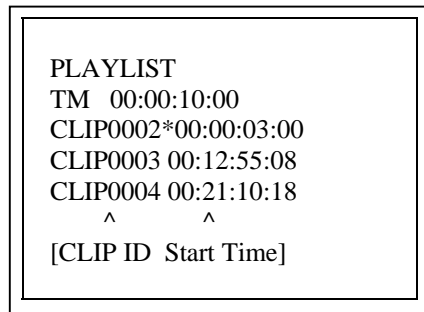 PLAYLIST
TM 00:00:10:00
CLIP0002*00:00:03:00
CLIP0003 00:12:55:08
CLIP0004 00:21:10:18
^ ^
[CLIP ID Start Time]